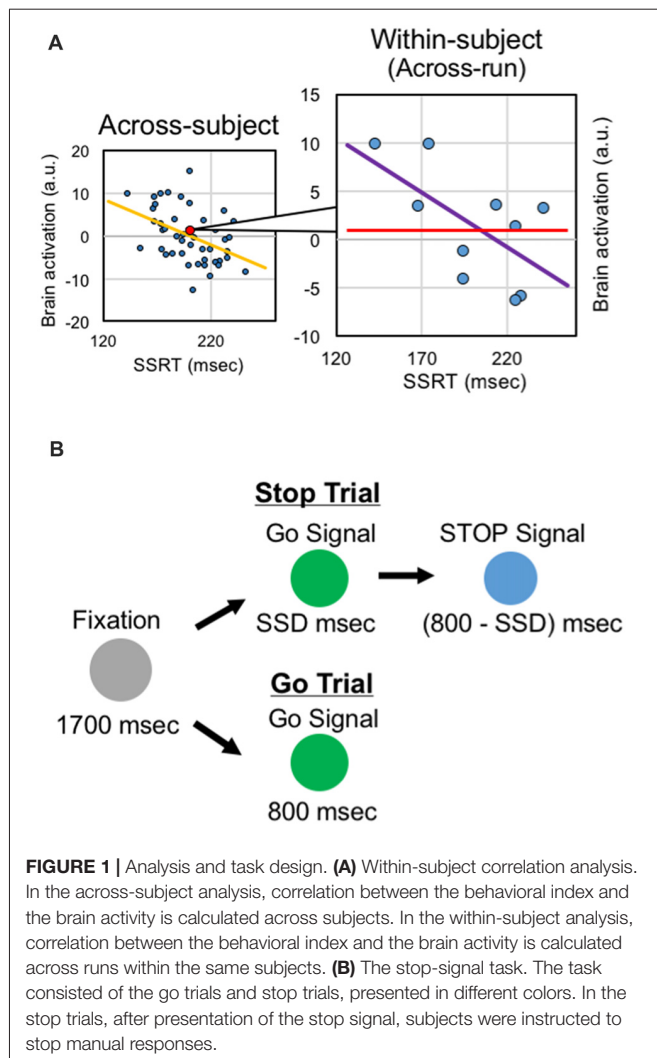 A
Within-subject
(Across-run)
Across-subject
Brain activation (a.u.)
20
10
0
-10
-20
120
220
SSRT (msec)
15
10
5
0
-5
-10
120
170
220
SSRT (msec)
Brain activation (a.u.)
B
Stop Trial
Go Signal
STOP Signal
SSD msec
(800 - SSD) msec
Fixation
1700 msec
Go Trial
Go Signal
800 msec
FIGURE 1 | Analysis and task design. (A) Within-subject correlation analysis.
In the across-subject analysis, correlation between the behavioral index and
the brain activity is calculated across subjects. In the within-subject analysis,
correlation between the behavioral index and the brain activity is calculated
across runs within the same subjects. (B) The stop-signal task. The task
consisted of the go trials and stop trials, presented in different colors. In the
stop trials, after presentation of the stop signal, subjects were instructed to
stop manual responses.